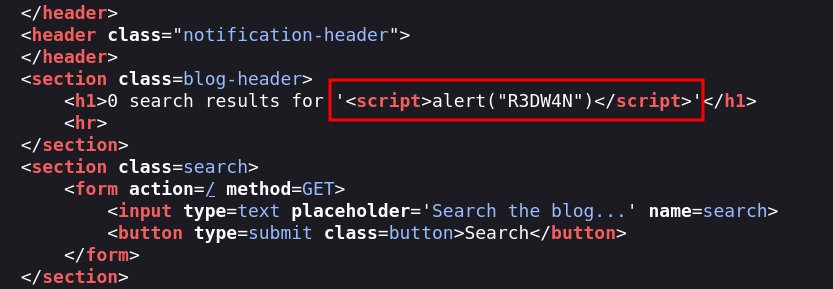 </header>
<header class="notification-header">
</header>
<section class=blog-header>
<h1>0 search results for '<script>alert("R3DW4N")</script>'</h1>
<hr>
</section>
<section class=search>
<form action=/ method=GET>
<input type=text placeholder='Search the blog...' name=search>
<button type=submit class=button>Search</button>
</form>
</section>